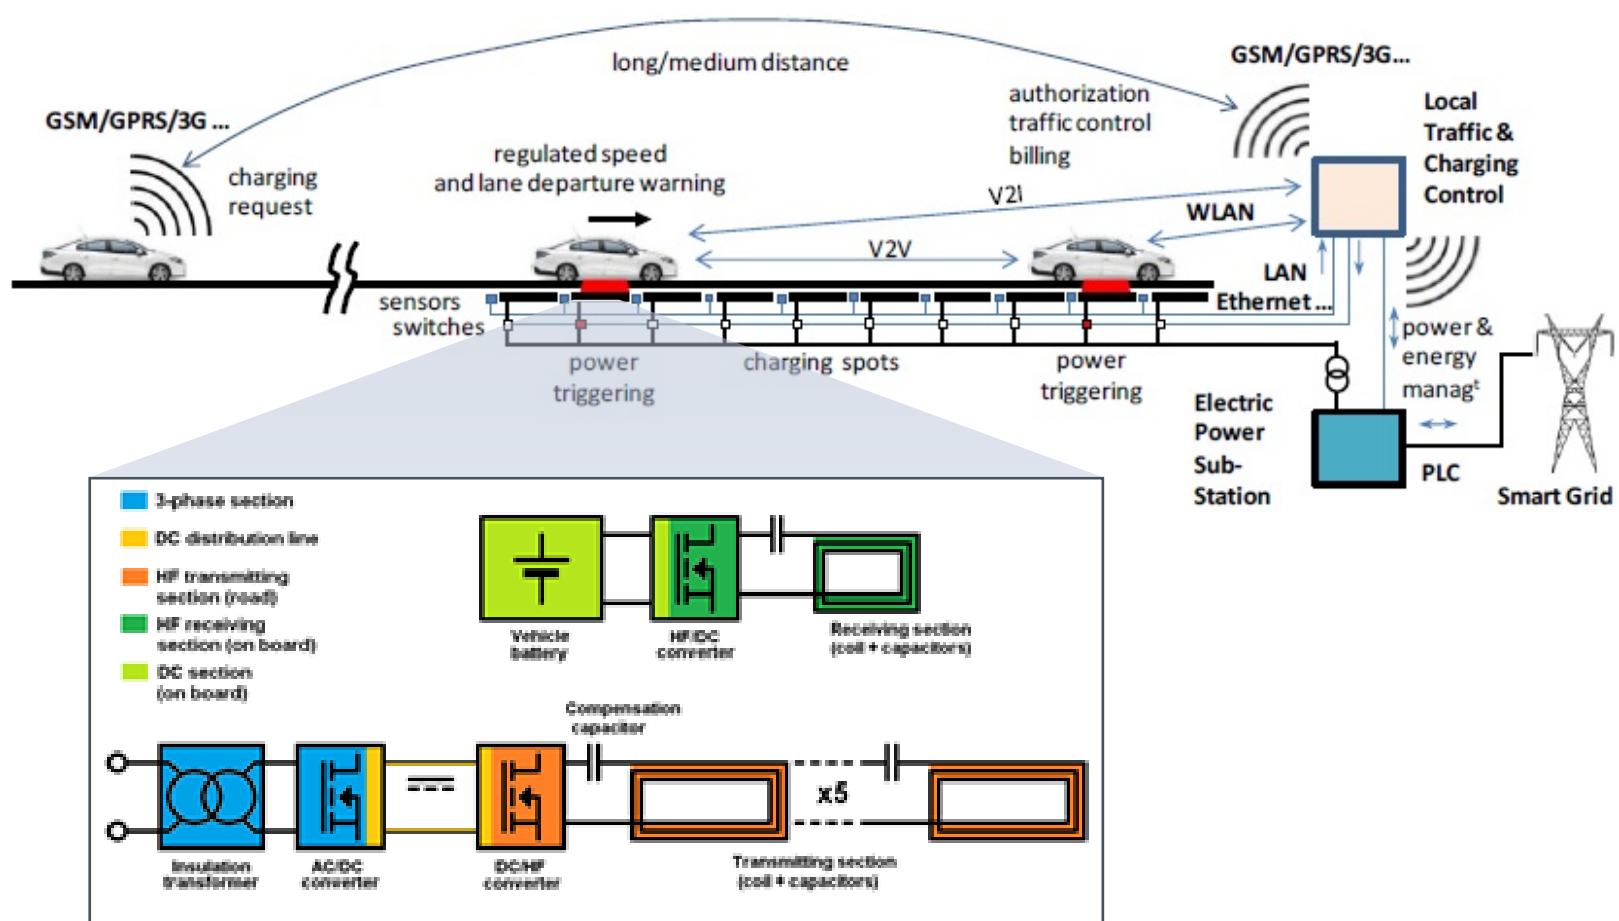 long/medium distance
GSM/GPRS/3G...
GSM/GPRS/3G ...
charging
request
regulated speed
and lane departure warning
authorization
traffic control
billing
Local
Traffic &
Charging
Control
V2I
WLAN
V2V
LAN
Ethernet ...
sensors
switches
power
triggering
charging spots
power
triggering
power &
energy
managt
Electric
Power
Sub-
Station
PLC
Smart Grid
3-phase section
DC distribution line
HF transmitting
section (road)
HF receiving
section (on board)
DC section
(on board)
Vehicle
battery
HF/DC
converter
Receiving section
(coil + capacitors)
Compensation
capacitor
x5
Insulation
transformer
AC/DC
converter
DC/HF
converter
Transmitting section
(coil + capacitors)